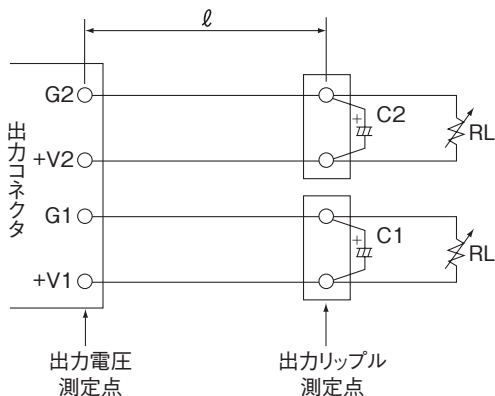 ℓ
G2
+
C2
RL
+V2
出力コネクタ
G1
+
C1
RL
+V1
出力電圧
測定点
出力リップル
測定点